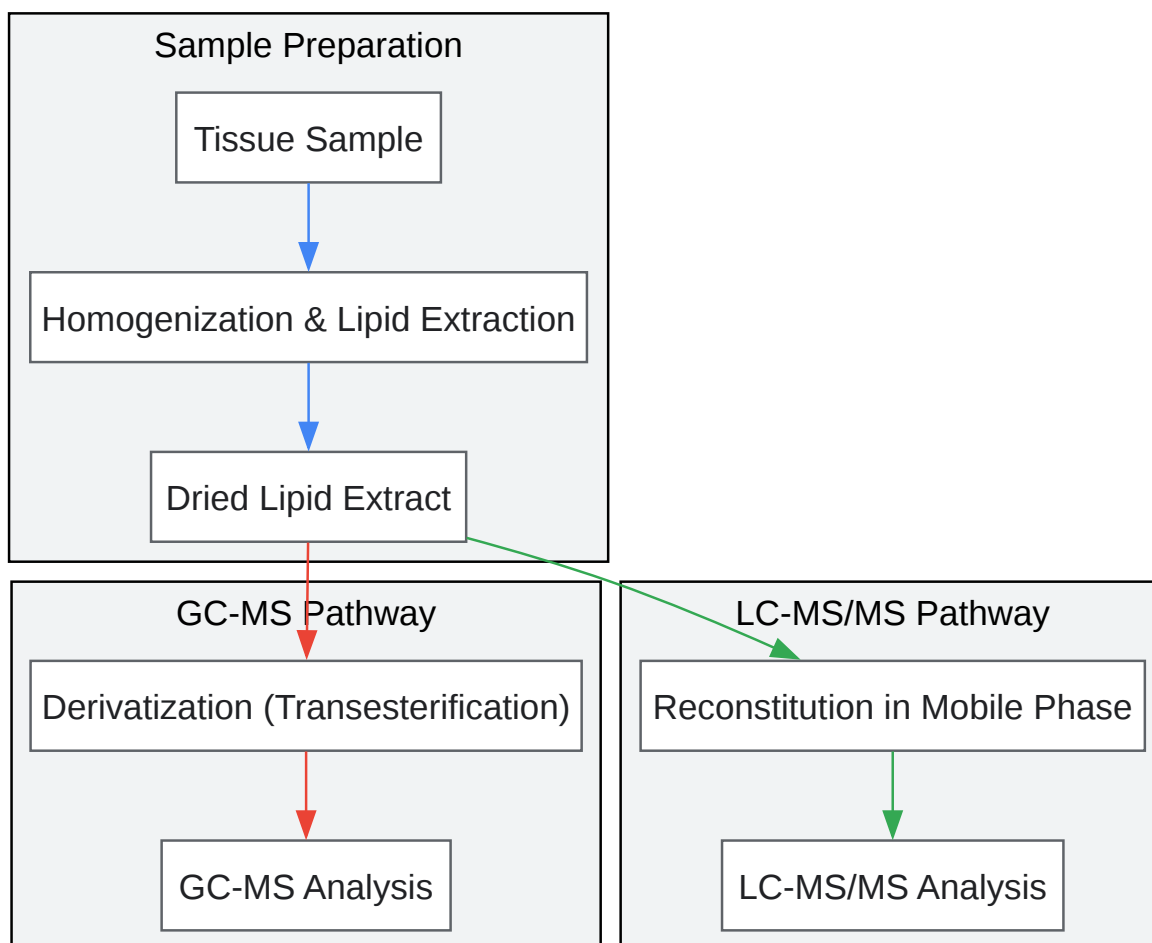 Sample Preparation
Tissue Sample
Homogenization & Lipid Extraction
Dried Lipid Extract
GC-MS Pathway
Derivatization (Transesterification)
GC-MS Analysis
LC-MS/MS Pathway
Reconstitution in Mobile Phase
LC-MS/MS Analysis